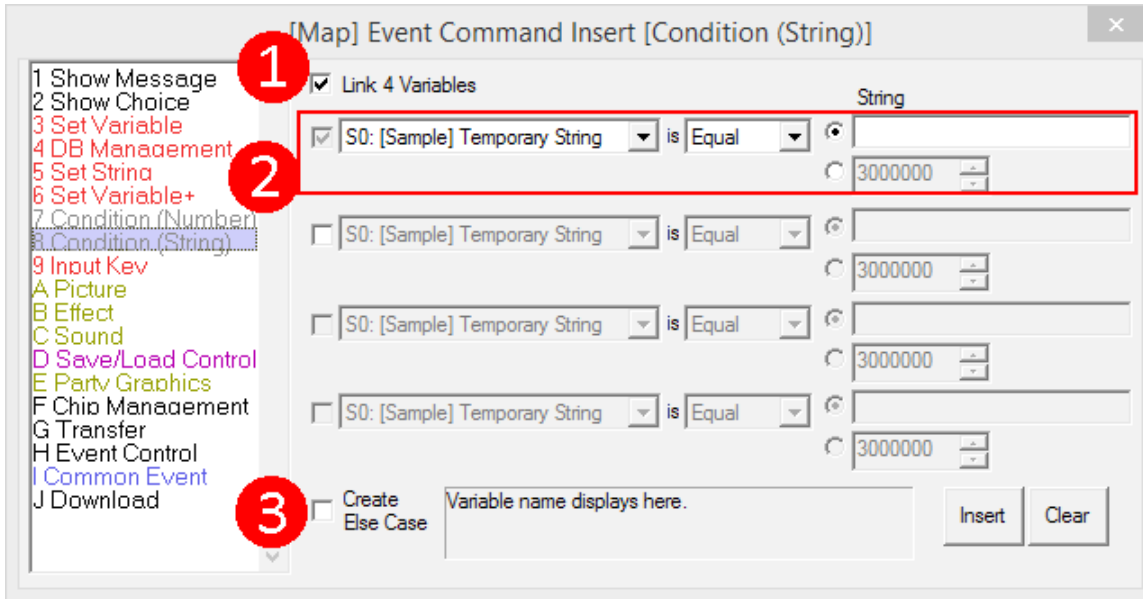 [Map] Event Command Insert [Condition (String)]
1
1 Show Message
2 Show Choice
3 Set Variable
4 DB Management
5 Set String
6 Set Variable+
7 Condition (Number)
8 Condition (String)
9 Input Key
A Picture
B Effect
C Sound
D Save/Load Control
E Party Graphics
F Chip Management
G Transfer
H Event Control
I Common Event
J Download
Link 4 Variables
String
2
S0: [Sample] Temporary String is Equal
3000000
S0: [Sample] Temporary String is Equal
3000000
S0: [Sample] Temporary String is Equal
3000000
S0: [Sample] Temporary String is Equal
3000000
3
Create
Else Case
Variable name displays here.
Insert
Clear